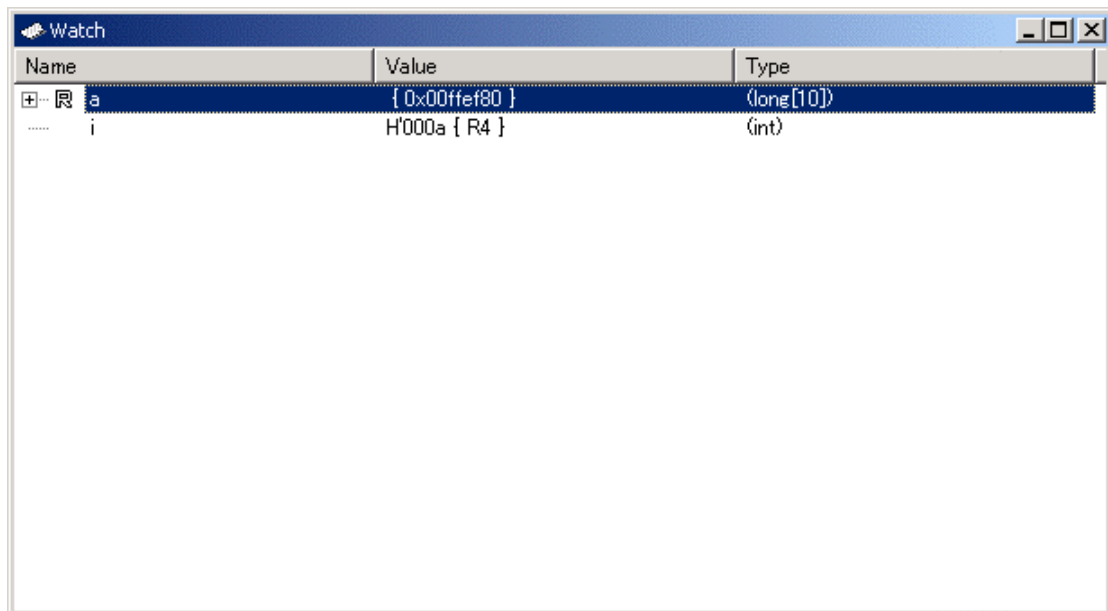 Watch
Name Value Type
R a { 0x00ffef80 } (long[10])
i H'000a { R4 } (int)